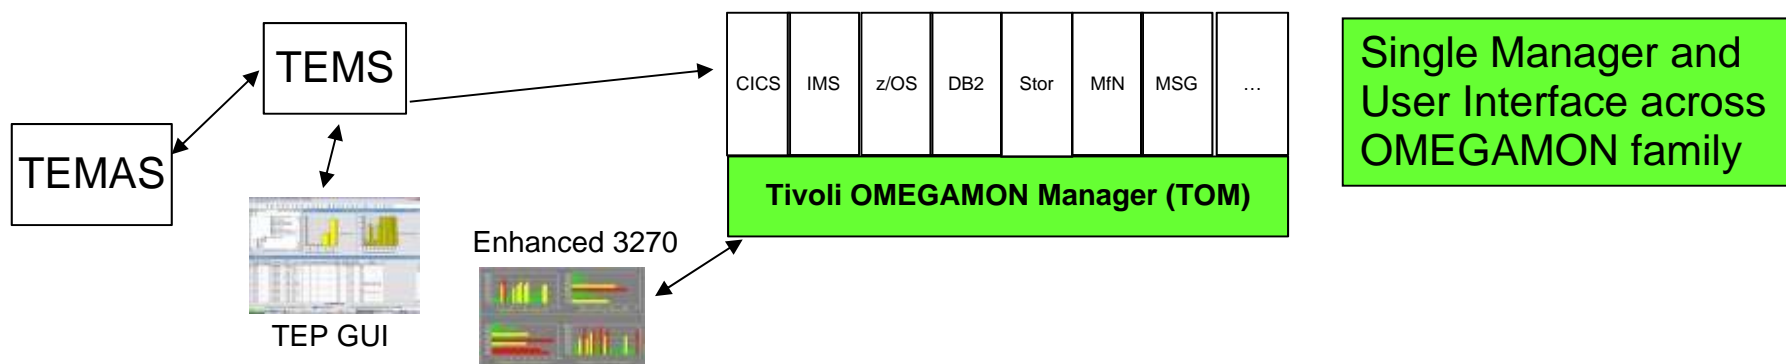 TEMAS
TEMS
TEP GUI
Enhanced 3270
CICS
IMS
z/OS
DB2
Stor
MfN
MSG
…
Tivoli OMEGAMON Manager (TOM)
Single Manager and
User Interface across
OMEGAMON family